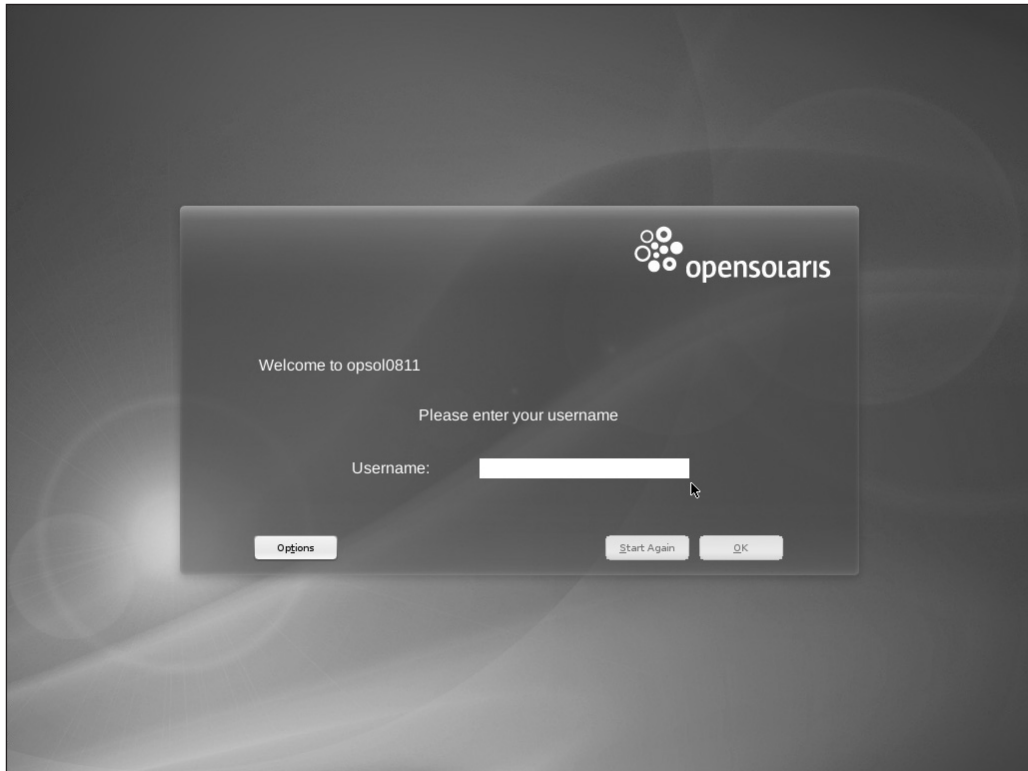 opensolaris
Welcome to opsol0811
Please enter your username
Username:
Options
Start Again
OK